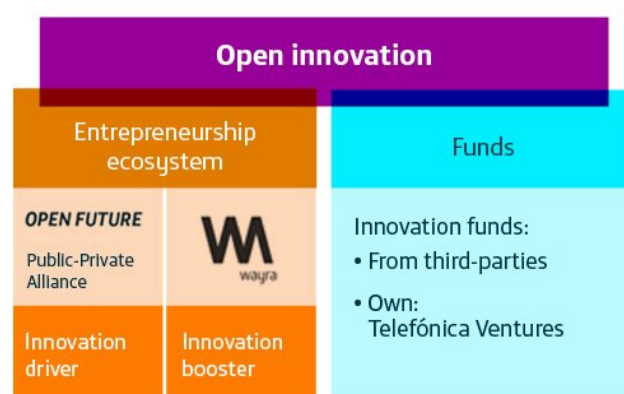 Open innovation
Entrepreneurship
ecosystem
Funds
OPEN FUTURE
Public-Private
Alliance
wayra
Innovation
driver
Innovation
booster
Innovation funds:
• From third-parties
• Own:
Telefónica Ventures